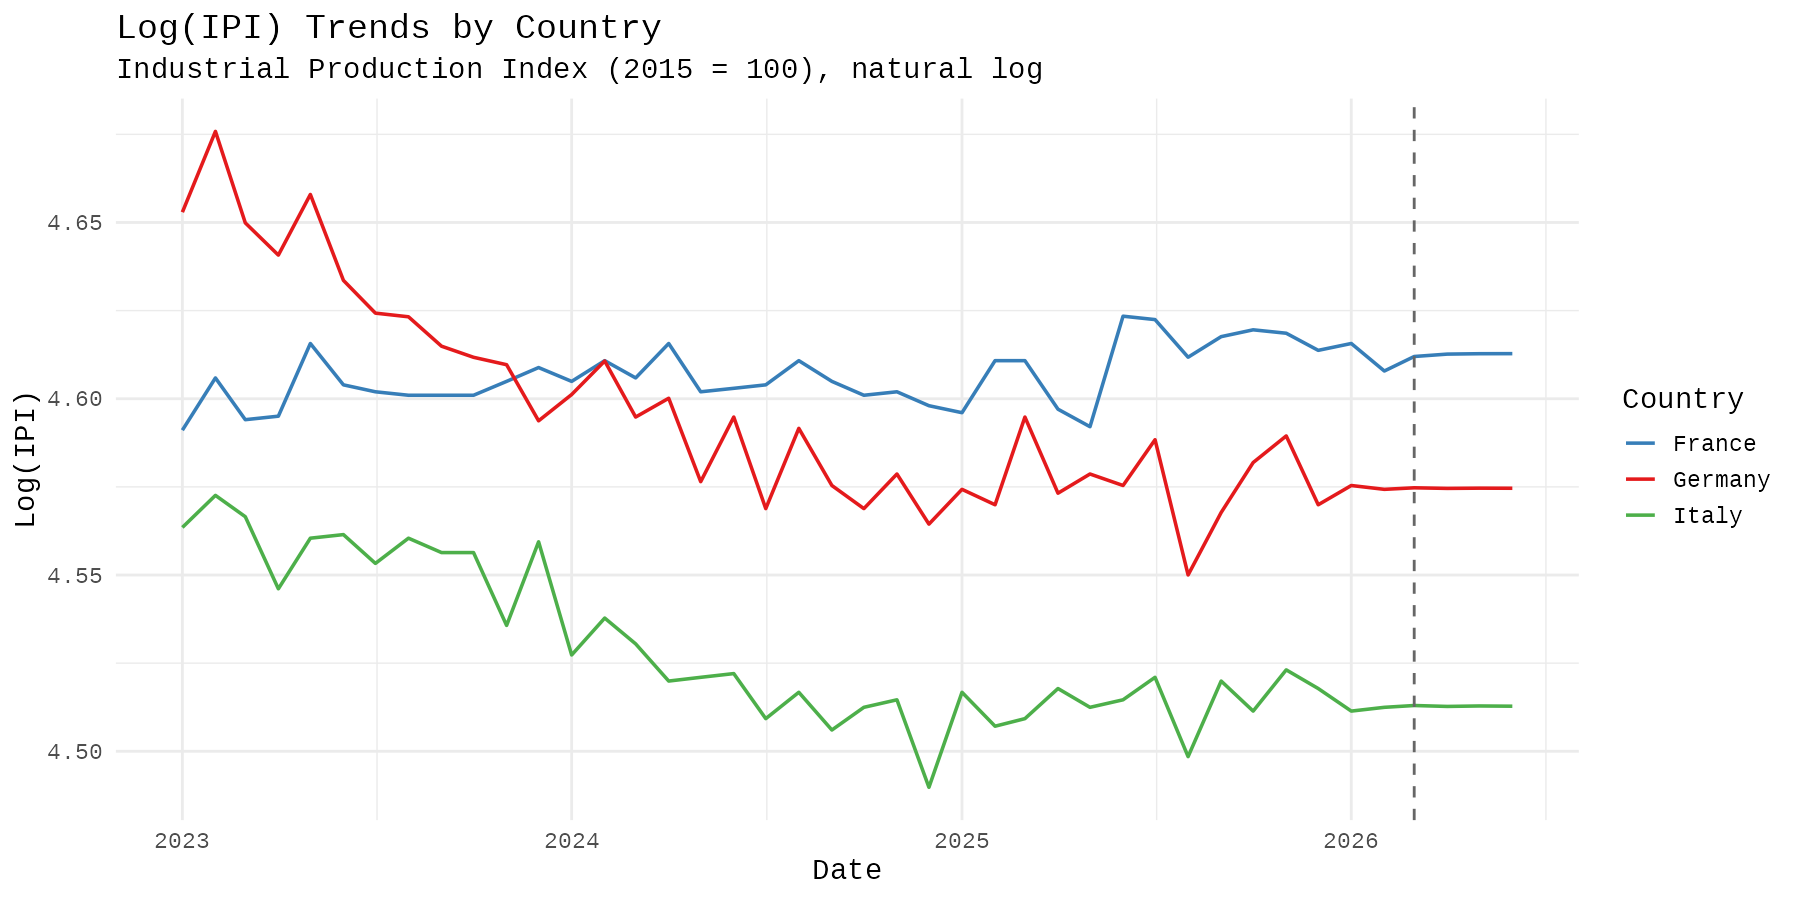 Log(IPI) Trends by Country
Industrial Production Index (2015 = 100), natural log
Log(IPI)
4.65
4.60
4.55
4.50
2023
2024
2025
2026
Date
Country
France
Germany
Italy